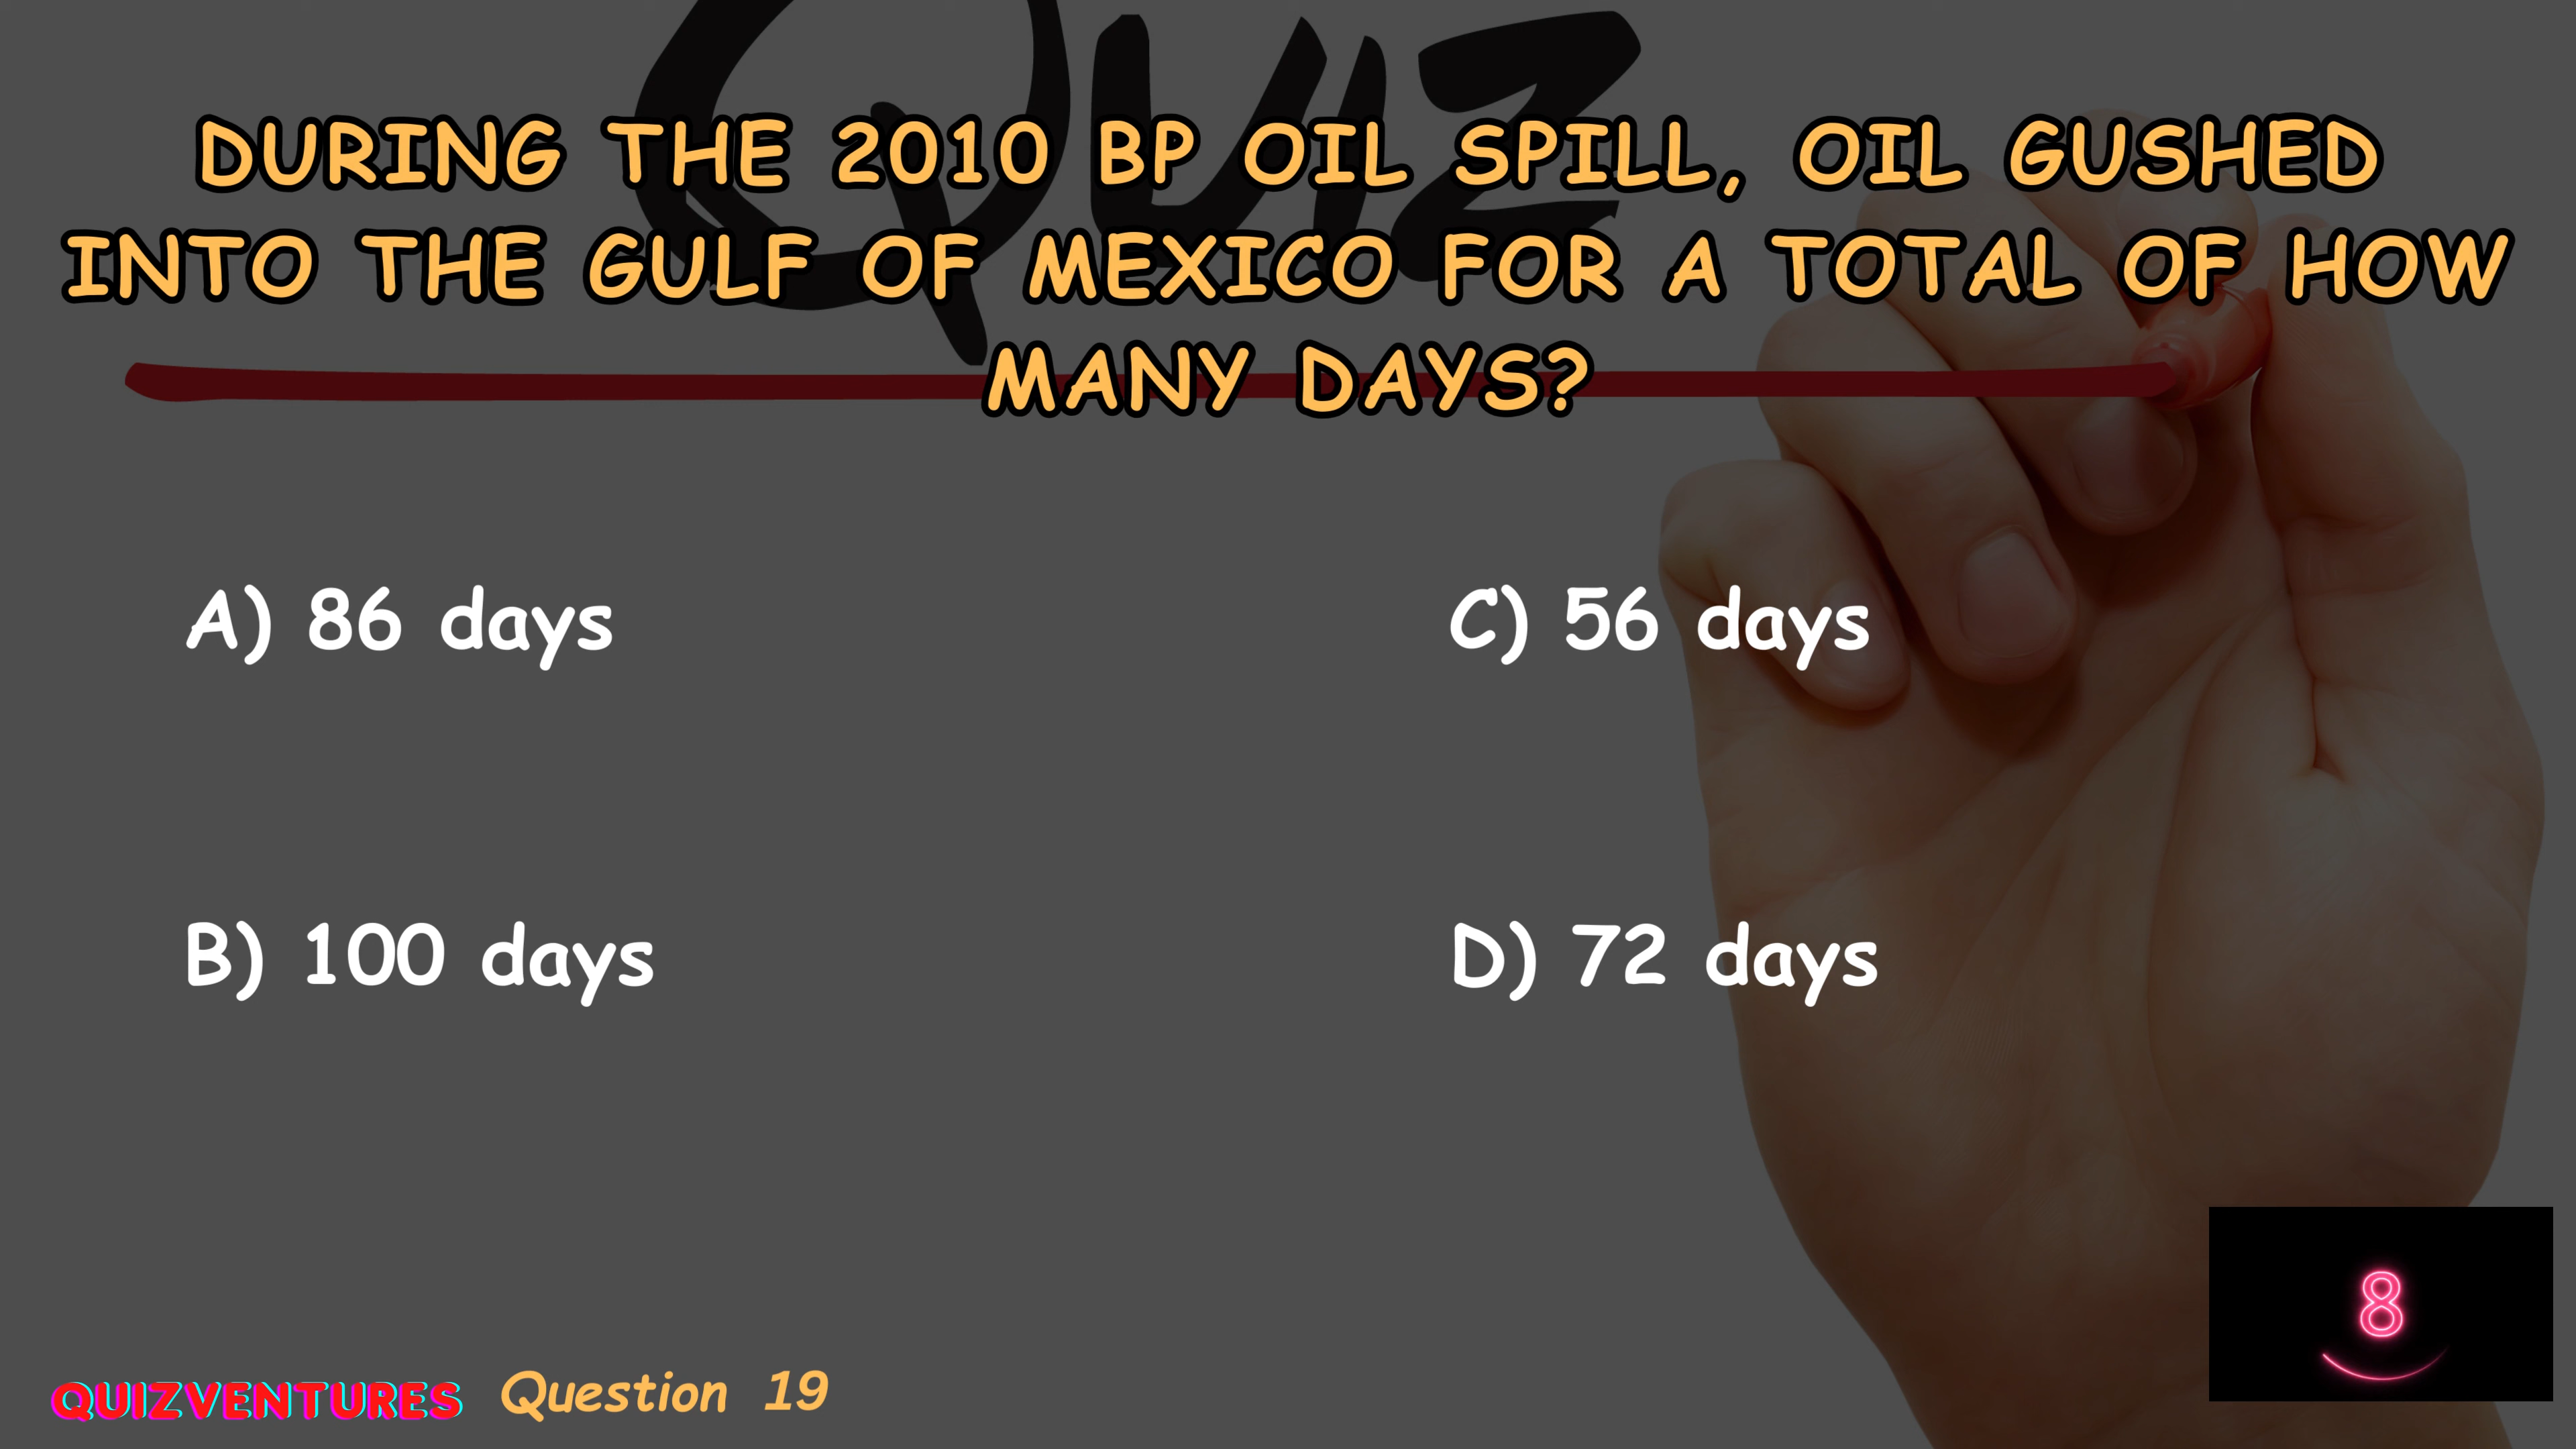 QUIZ
DURING THE 2010 BP OIL SPILL, OIL GUSHED
INTO THE GULF OF MEXICO FOR A TOTAL OF HOW
MANY DAYS?
A) 86 days
C) 56 days
B) 100 days
D) 72 days
8
QUIZVENTURES Question 19